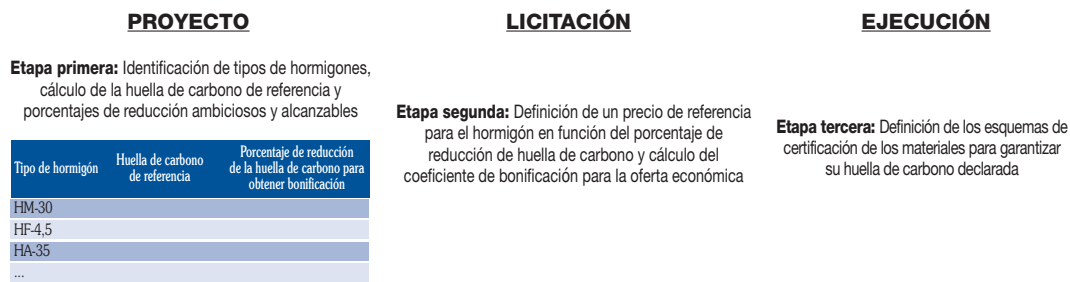 PROYECTO
Etapa primera: Identificación de tipos de hormigones,
cálculo de la huella de carbono de referencia y
porcentajes de reducción ambiciosos y alcanzables
Tipo de hormigón
Huella de carbono
de referencia
Porcentaje de reducción
de la huella de carbono para
obtener bonificación
HM-30
HF-4,5
HA-35
...
LICITACIÓN
Etapa segunda: Definición de un precio de referencia
para el hormigón en función del porcentaje de
reducción de huella de carbono y cálculo del
coeficiente de bonificación para la oferta económica
EJECUCIÓN
Etapa tercera: Definición de los esquemas de
certificación de los materiales para garantizar
su huella de carbono declarada